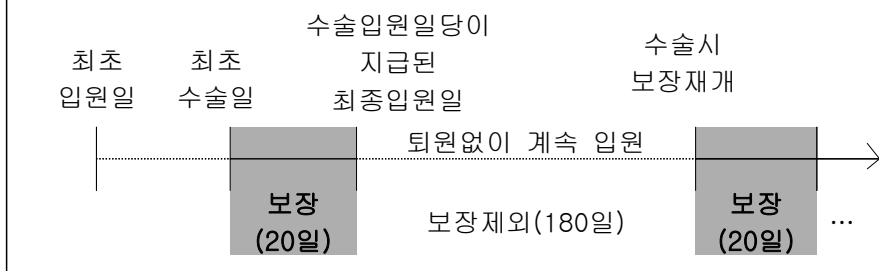 최초
입원일
최초
수술일
수술입원일당이
지급된
최종입원일
수술시
보장재개
퇴원없이 계속 입원
보장
(20일)
보장제외(180일)
보장
(20일)
…